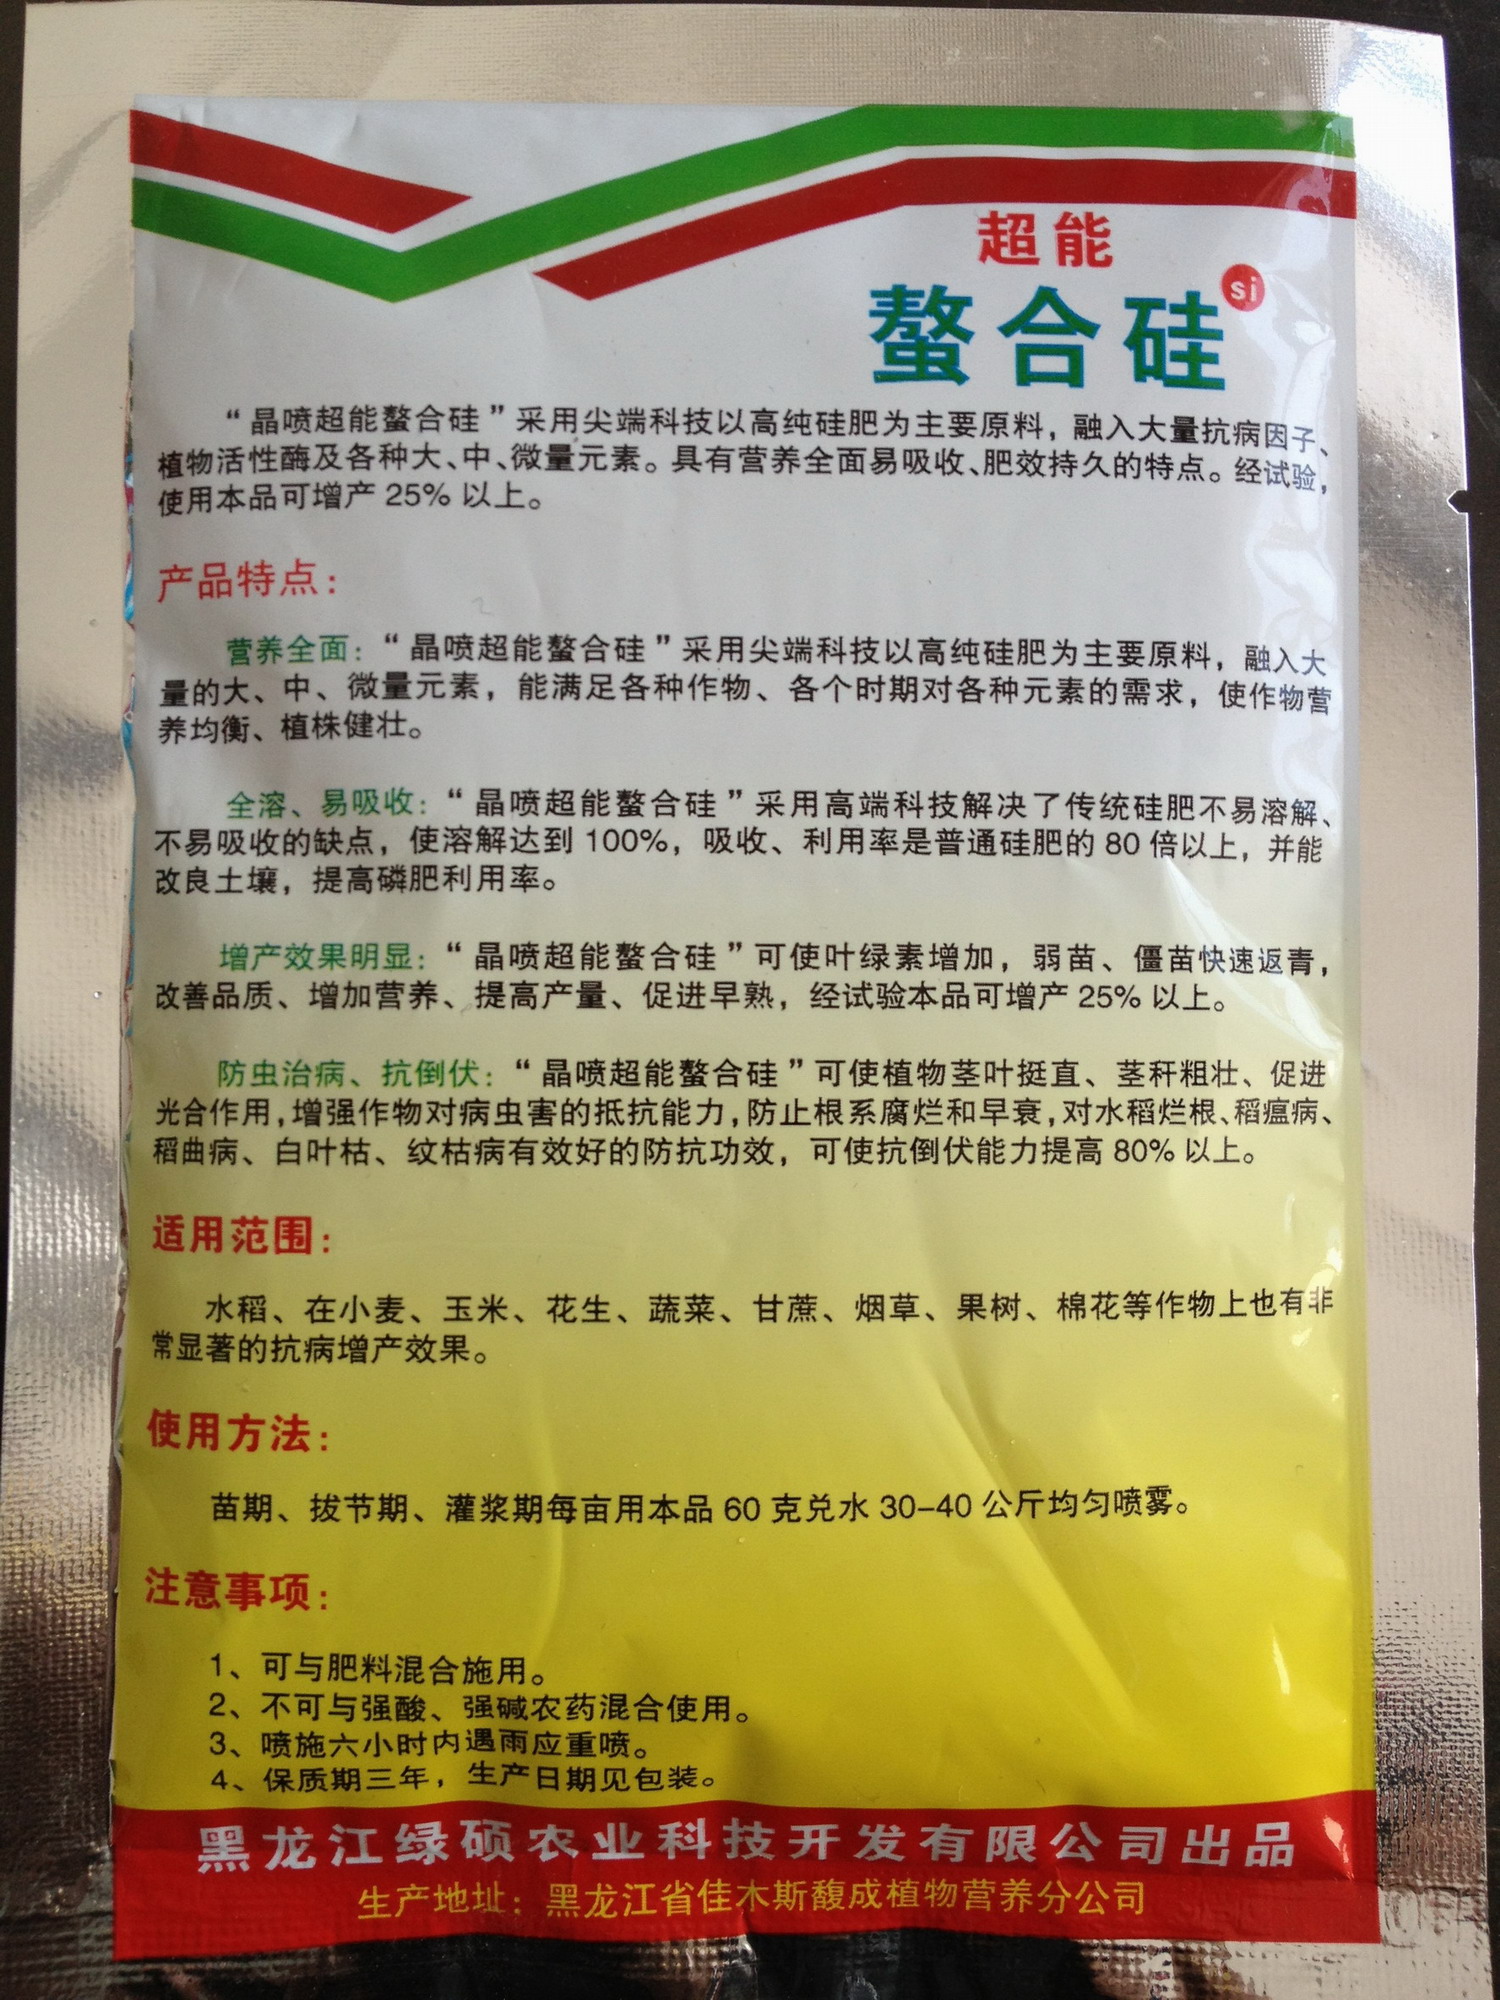 超能
螯合硅
si
“晶喷超能螯合硅”采用尖端科技以高纯硅肥为主要原料，融入大量抗病因子、
植物活性酶及各种大、中、微量元素。具有营养全面易吸收、肥效持久的特点。经试验，
使用本品可增产 25% 以上。
产品特点：
营养全面：“晶喷超能螯合硅”采用尖端科技以高纯硅肥为主要原料，融入大
量的大、中、微量元素，能满足各种作物、各个时期对各种元素的需求，使作物营
养均衡、植株健壮。
全溶、易吸收：“晶喷超能螯合硅”采用高端科技解决了传统硅肥不易溶解、
不易吸收的缺点，使溶解达到 100%，吸收、利用率是普通硅肥的 80 倍以上，并能
改良土壤，提高磷肥利用率。
增产效果明显：“晶喷超能螯合硅”可使叶绿素增加，弱苗、僵苗快速返青，
改善品质、增加营养、提高产量、促进早熟，经试验本品可增产 25% 以上。
防虫治病、抗倒伏：“晶喷超能螯合硅”可使植物茎叶挺直、茎秆粗壮、促进
光合作用，增强作物对病虫害的抵抗能力，防止根系腐烂和早衰，对水稻烂根、稻瘟病、
稻曲病、白叶枯、纹枯病有效好的防抗功效，可使抗倒伏能力提高 80% 以上。
适用范围：
水稻、在小麦、玉米、花生、蔬菜、甘蔗、烟草、果树、棉花等作物上也有非
常显著的抗病增产效果。
使用方法：
苗期、拔节期、灌浆期每亩用本品 60 克兑水 30-40 公斤均匀喷雾。
注意事项：
1、可与肥料混合施用。
2、不可与强酸、强碱农药混合使用。
3、喷施六小时内遇雨应重喷。
4、保质期三年，生产日期见包装。
黑龙江绿硕农业科技开发有限公司出品
生产地址：黑龙江省佳木斯馥成植物营养分公司